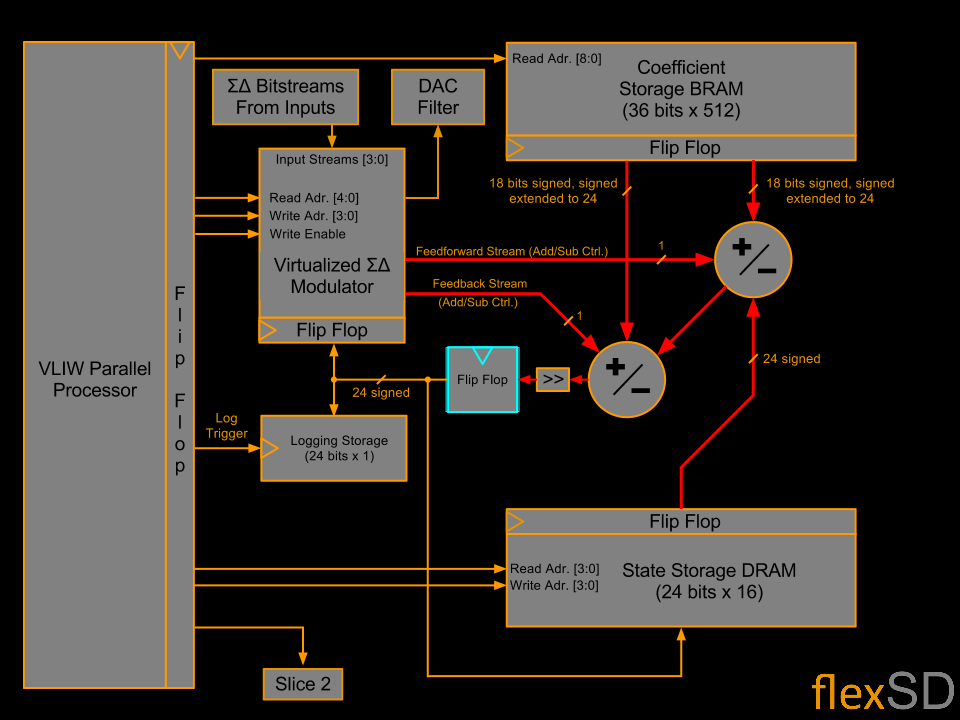 Read Adr. [8:0]
Coefficient
Storage BRAM
(36 bits x 512)
Flip Flop
ΣΔ Bitstreams
From Inputs
DAC
Filter
Input Streams [3:0]
Read Adr. [4:0]
Write Adr. [3:0]
Write Enable
Virtualized ΣΔ
Modulator
Flip Flop
18 bits signed, signed
extended to 24
18 bits signed, signed
extended to 24
Feedforward Stream (Add/Sub Ctrl.)
1
Feedback Stream
(Add/Sub Ctrl.)
1
+/–
+/–
VLIW Parallel
Processor
Flip Flop
24 signed
Flip Flop
>>
24 signed
Log
Trigger
Logging Storage
(24 bits x 1)
Flip Flop
Read Adr. [3:0]
Write Adr. [3:0]
State Storage DRAM
(24 bits x 16)
Slice 2
flexSD